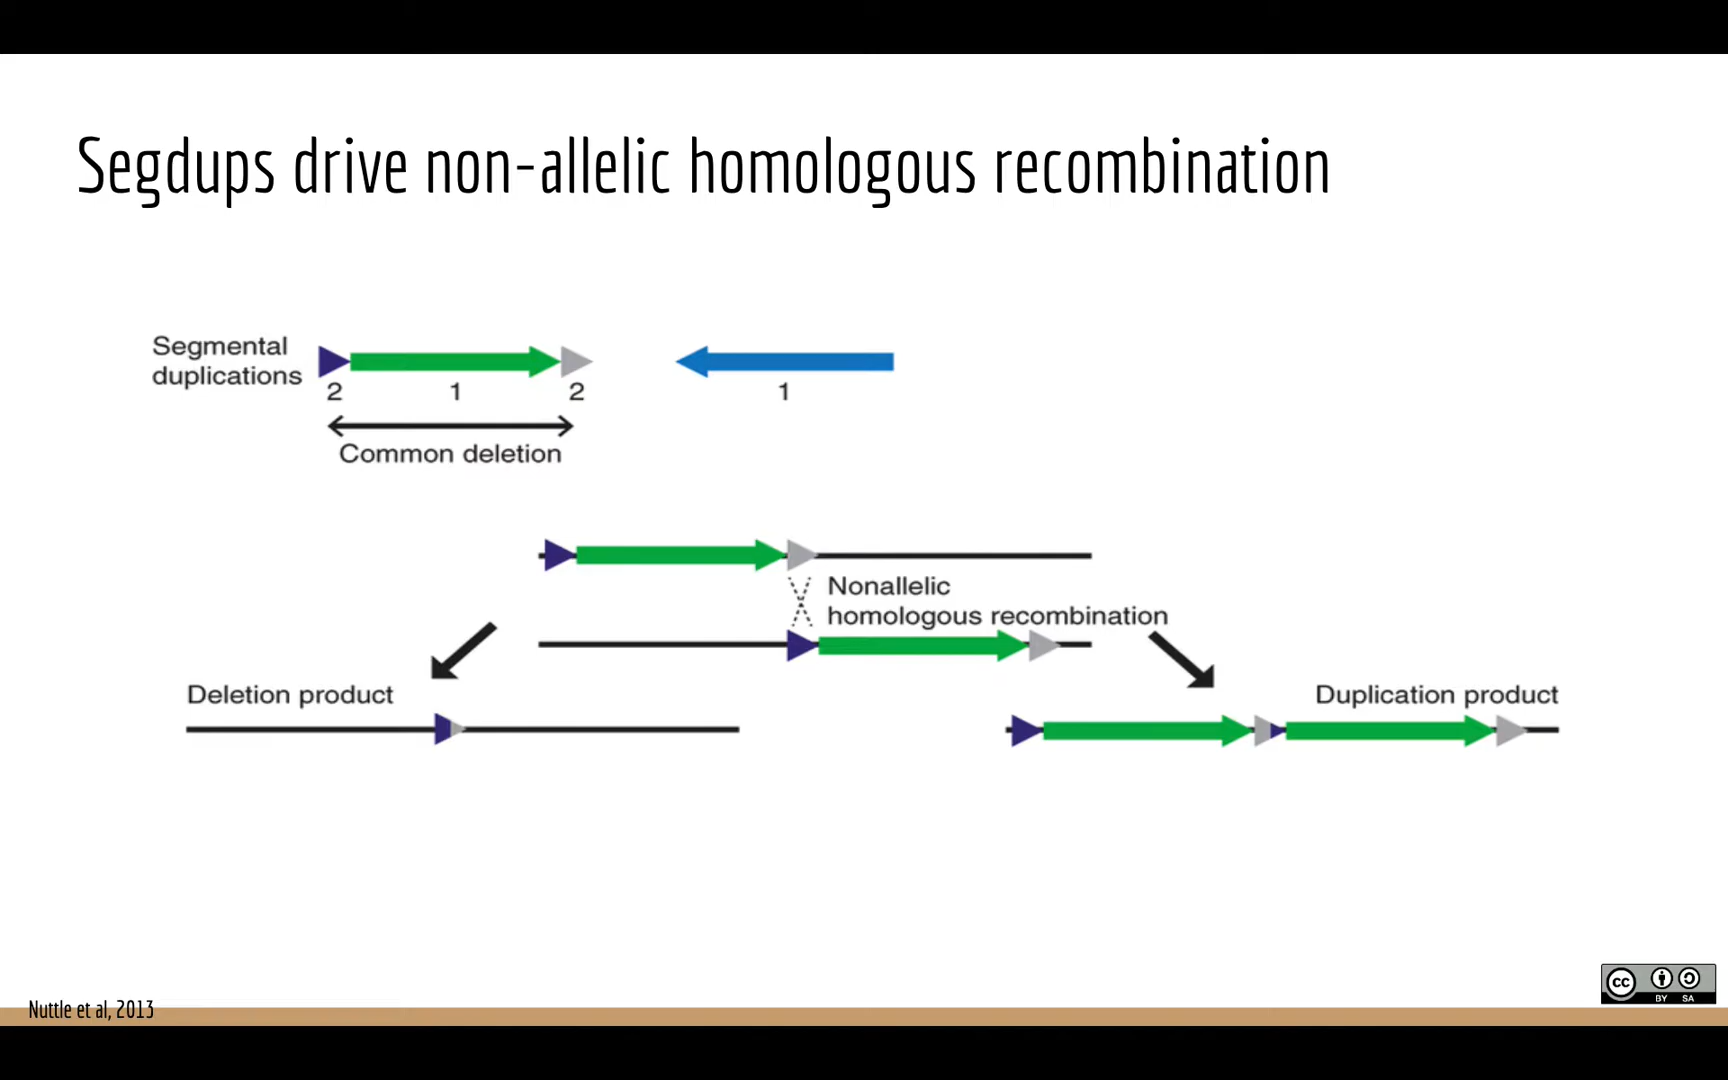 Segdups drive non-allelic homologous recombination
Segmental
duplications
2
1
2
1
Common deletion
Nonallelic
homologous recombination
Deletion product
Duplication product
Nuttle et al, 2013
cc
BY SA